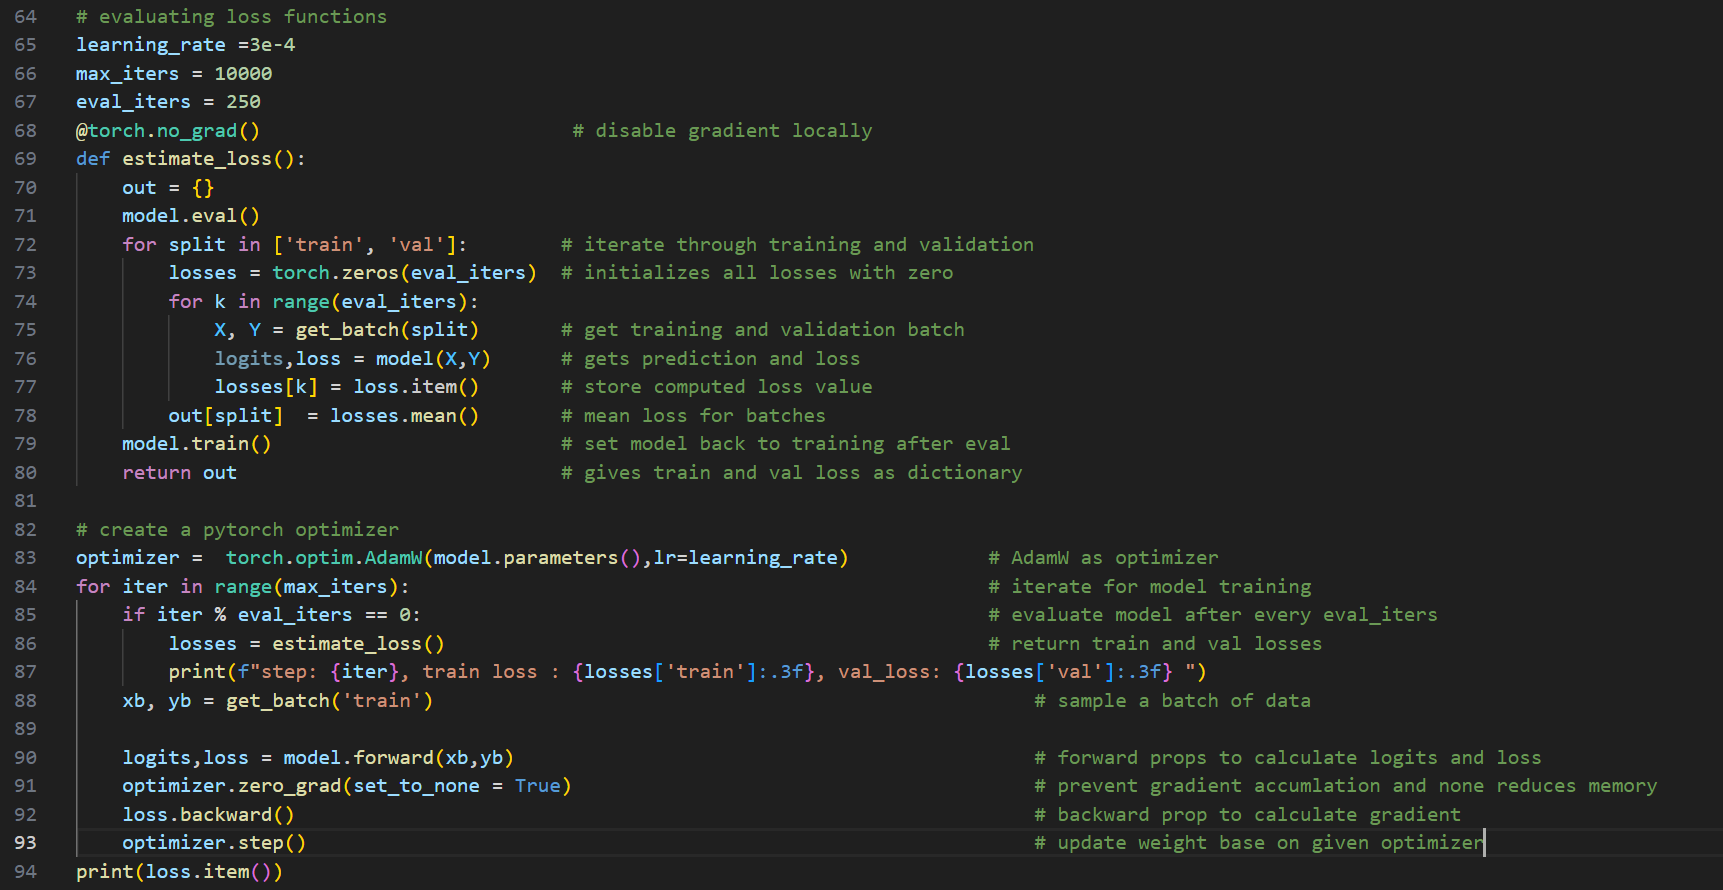 64 # evaluating loss functions
65 learning_rate =3e-4
66 max_iters = 10000
67 eval_iters = 250
68 @torch.no_grad()                           # disable gradient locally
69 def estimate_loss():
70     out = {}
71     model.eval()
72     for split in ['train', 'val']:        # iterate through training and validation
73         losses = torch.zeros(eval_iters)  # initializes all losses with zero
74         for k in range(eval_iters):
75             X, Y = get_batch(split)       # get training and validation batch
76             logits,loss = model(X,Y)      # gets prediction and loss
77             losses[k] = loss.item()       # store computed loss value
78         out[split]  = losses.mean()       # mean loss for batches
79     model.train()                         # set model back to training after eval
80     return out                            # gives train and val loss as dictionary
81
82 # create a pytorch optimizer
83 optimizer =  torch.optim.AdamW(model.parameters(),lr=learning_rate)            # AdamW as optimizer
84 for iter in range(max_iters):                                                  # iterate for model training
85     if iter % eval_iters == 0:                                                 # evaluate model after every eval_iters
86         losses = estimate_loss()                                               # return train and val losses
87         print(f"step: {iter}, train loss : {losses['train']:.3f}, val_loss: {losses['val']:.3f} ")
88     xb, yb = get_batch('train')                                                    # sample a batch of data
89
90     logits,loss = model.forward(xb,yb)                                             # forward props to calculate logits and loss
91     optimizer.zero_grad(set_to_none = True)                                        # prevent gradient accumlation and none reduces memory
92     loss.backward()                                                                # backward prop to calculate gradient
93     optimizer.step()                                                               # update weight base on given optimizer
94 print(loss.item())